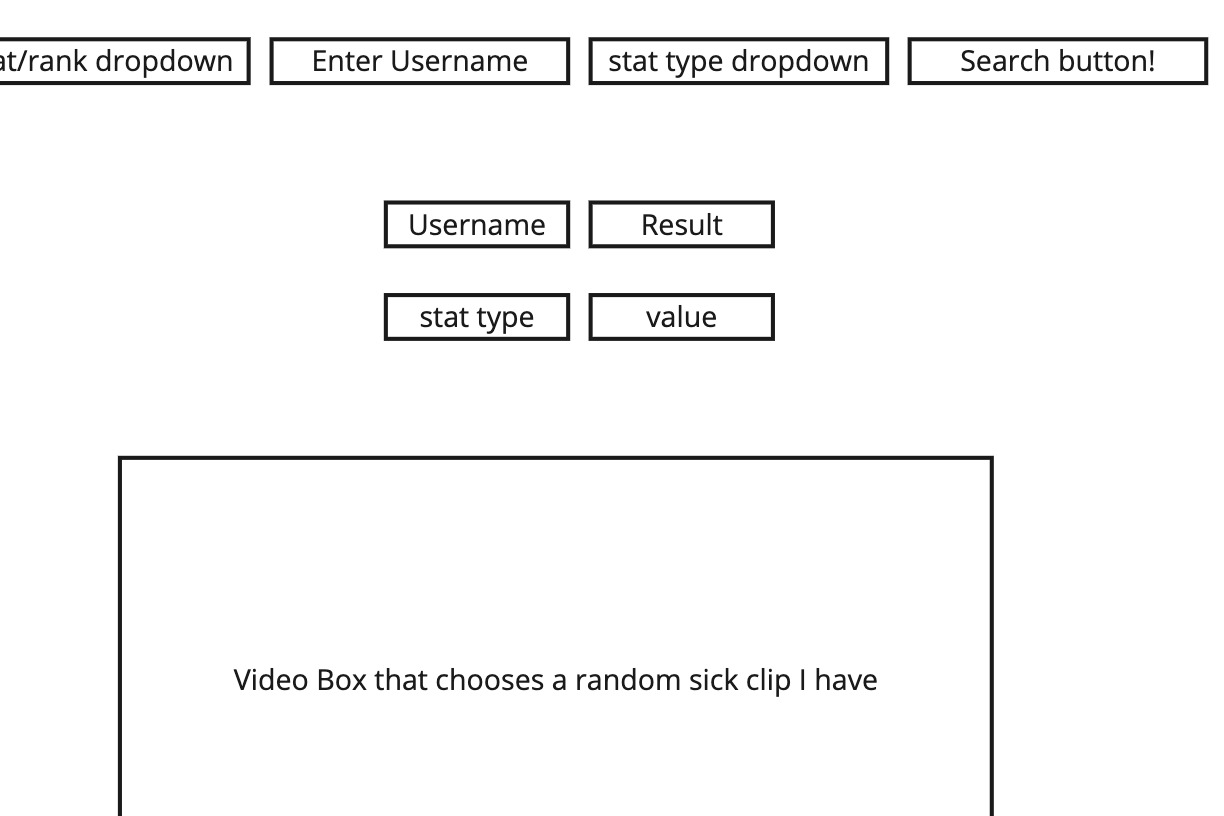 at/rank dropdown Enter Username stat type dropdown Search button!
Username Result
stat type value
Video Box that chooses a random sick clip I have